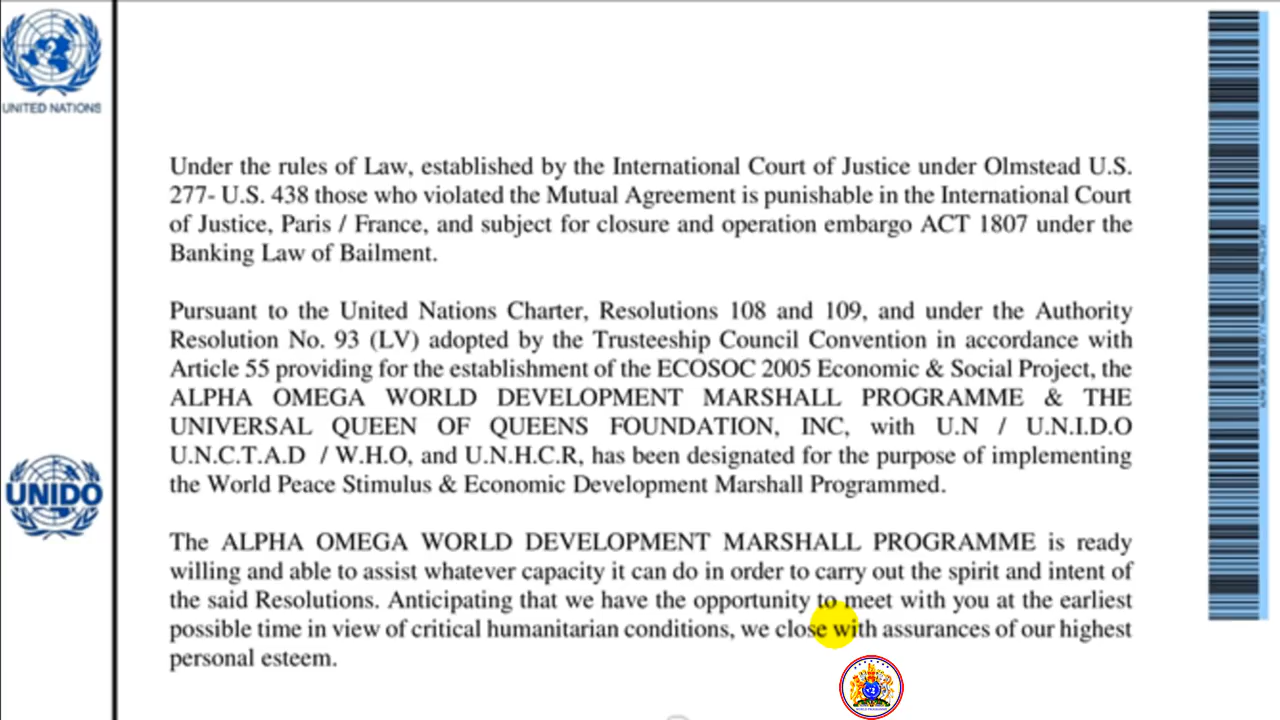 UNITED NATIONS
Under the rules of Law, established by the International Court of Justice under Olmstead U.S.
277- U.S. 438 those who violated the Mutual Agreement is punishable in the International Court
of Justice, Paris / France, and subject for closure and operation embargo ACT 1807 under the
Banking Law of Bailment.
Pursuant to the United Nations Charter, Resolutions 108 and 109, and under the Authority
Resolution No. 93 (LV) adopted by the Trusteeship Council Convention in accordance with
Article 55 providing for the establishment of the ECOSOC 2005 Economic & Social Project, the
ALPHA OMEGA WORLD DEVELOPMENT MARSHALL PROGRAMME & THE
UNIVERSAL QUEEN OF QUEENS FOUNDATION, INC, with U.N / U.N.I.D.O
U.N.C.T.A.D / W.H.O, and U.N.H.C.R, has been designated for the purpose of implementing
the World Peace Stimulus & Economic Development Marshall Programmed.
UNIDO
The ALPHA OMEGA WORLD DEVELOPMENT MARSHALL PROGRAMME is ready
willing and able to assist whatever capacity it can do in order to carry out the spirit and intent of
the said Resolutions. Anticipating that we have the opportunity to meet with you at the earliest
possible time in view of critical humanitarian conditions, we close with assurances of our highest
personal esteem.